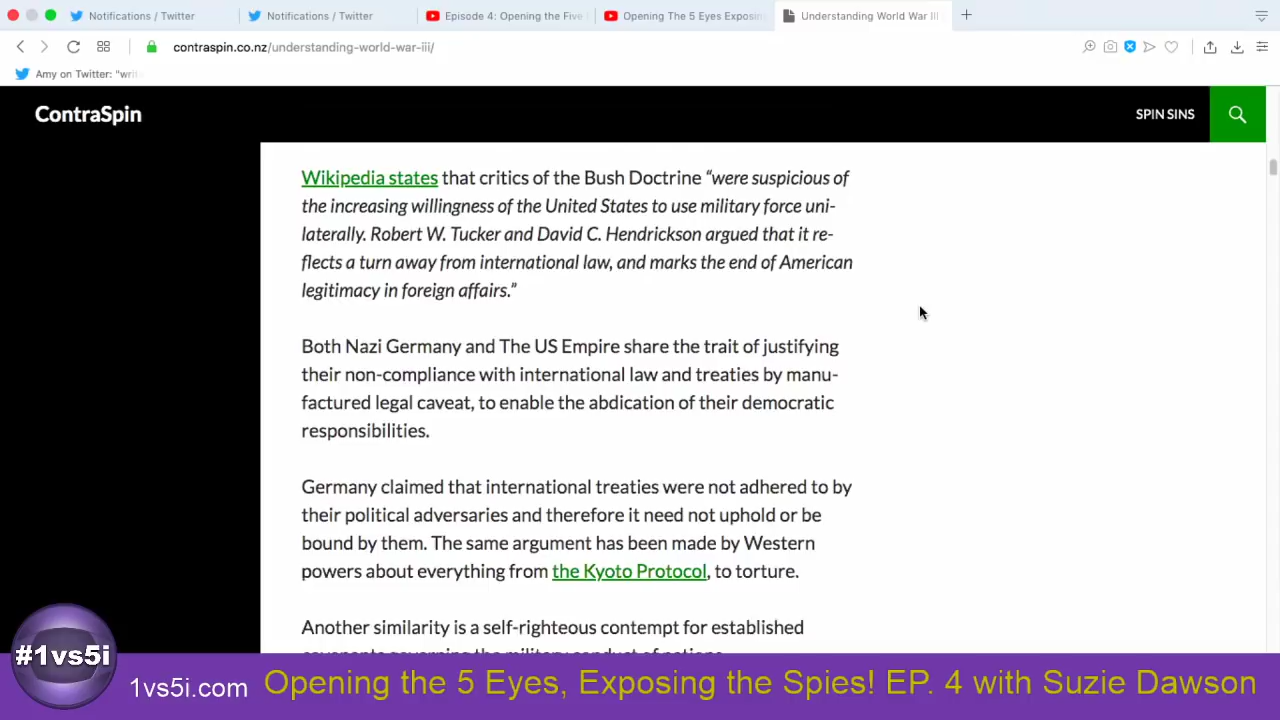 Notifications / Twitter
Notifications / Twitter
Episode 4: Opening the Five
Opening The 5 Eyes Exposin
Understanding World War III
contraspin.co.nz/understanding-world-war-iii/
Amy on Twitter: "writ
ContraSpin
SPIN SINS
Wikipedia states that critics of the Bush Doctrine “were suspicious of
the increasing willingness of the United States to use military force uni-
laterally. Robert W. Tucker and David C. Hendrickson argued that it re-
flects a turn away from international law, and marks the end of American
legitimacy in foreign affairs.”
Both Nazi Germany and The US Empire share the trait of justifying
their non-compliance with international law and treaties by manu-
factured legal caveat, to enable the abdication of their democratic
responsibilities.
Germany claimed that international treaties were not adhered to by
their political adversaries and therefore it need not uphold or be
bound by them. The same argument has been made by Western
powers about everything from the Kyoto Protocol, to torture.
Another similarity is a self-righteous contempt for established
covenants governing the military conduct of nations.
#1vs5i
1vs5i.com
Opening the 5 Eyes, Exposing the Spies! EP. 4 with Suzie Dawson